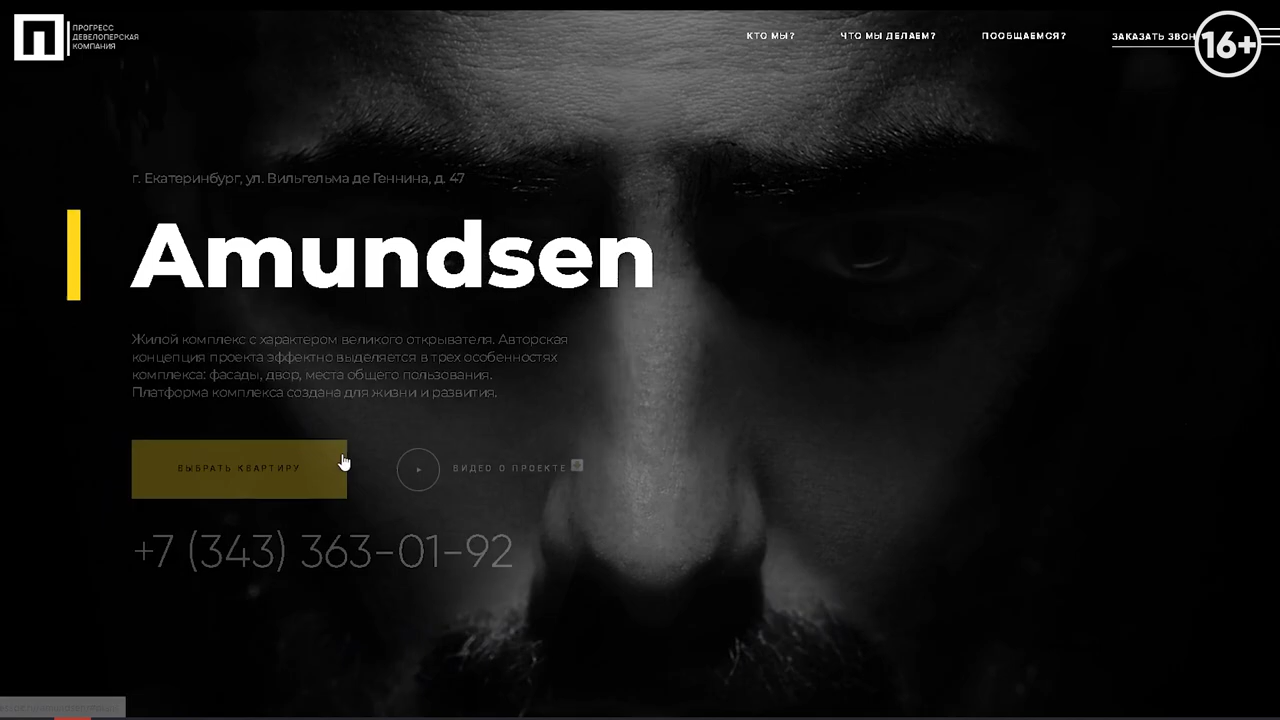 ПРОГРЕСС
ДЕВЕЛОПЕРСКАЯ
КОМПАНИЯ
КТО МЫ?
ЧТО МЫ ДЕЛАЕМ?
ПООБЩАЕМСЯ?
ЗАКАЗАТЬ ЗВОН
16+
г. Екатеринбург, ул. Вильгельма де Геннина, д. 47
Amundsen
Жилой комплекс с характером великого открывателя. Авторская
концепция проекта эффектно выделяется в трех особенностях
комплекса: фасады, двор, места общего пользования.
Платформа комплекса создана для жизни и развития.
ВЫБРАТЬ КВАРТИРУ
ВИДЕО О ПРОЕКТЕ
+7 (343) 363-01-92